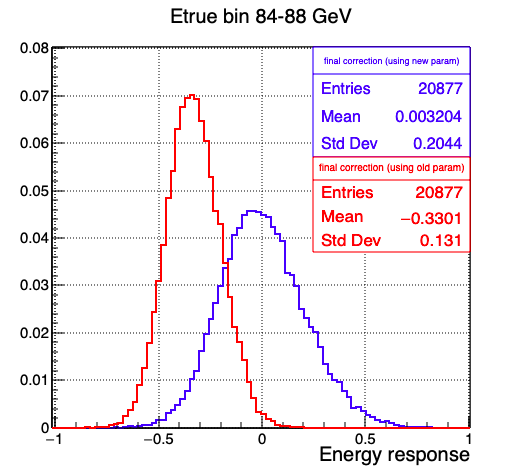 Etrue bin 84-88 GeV
final correction (using new param)
Entries 20877
Mean 0.003204
Std Dev 0.2044
final correction (using old param)
Entries 20877
Mean −0.3301
Std Dev 0.131
0.08
0.07
0.06
0.05
0.04
0.03
0.02
0.01
0
−1 −0.5 0 0.5 1
Energy response